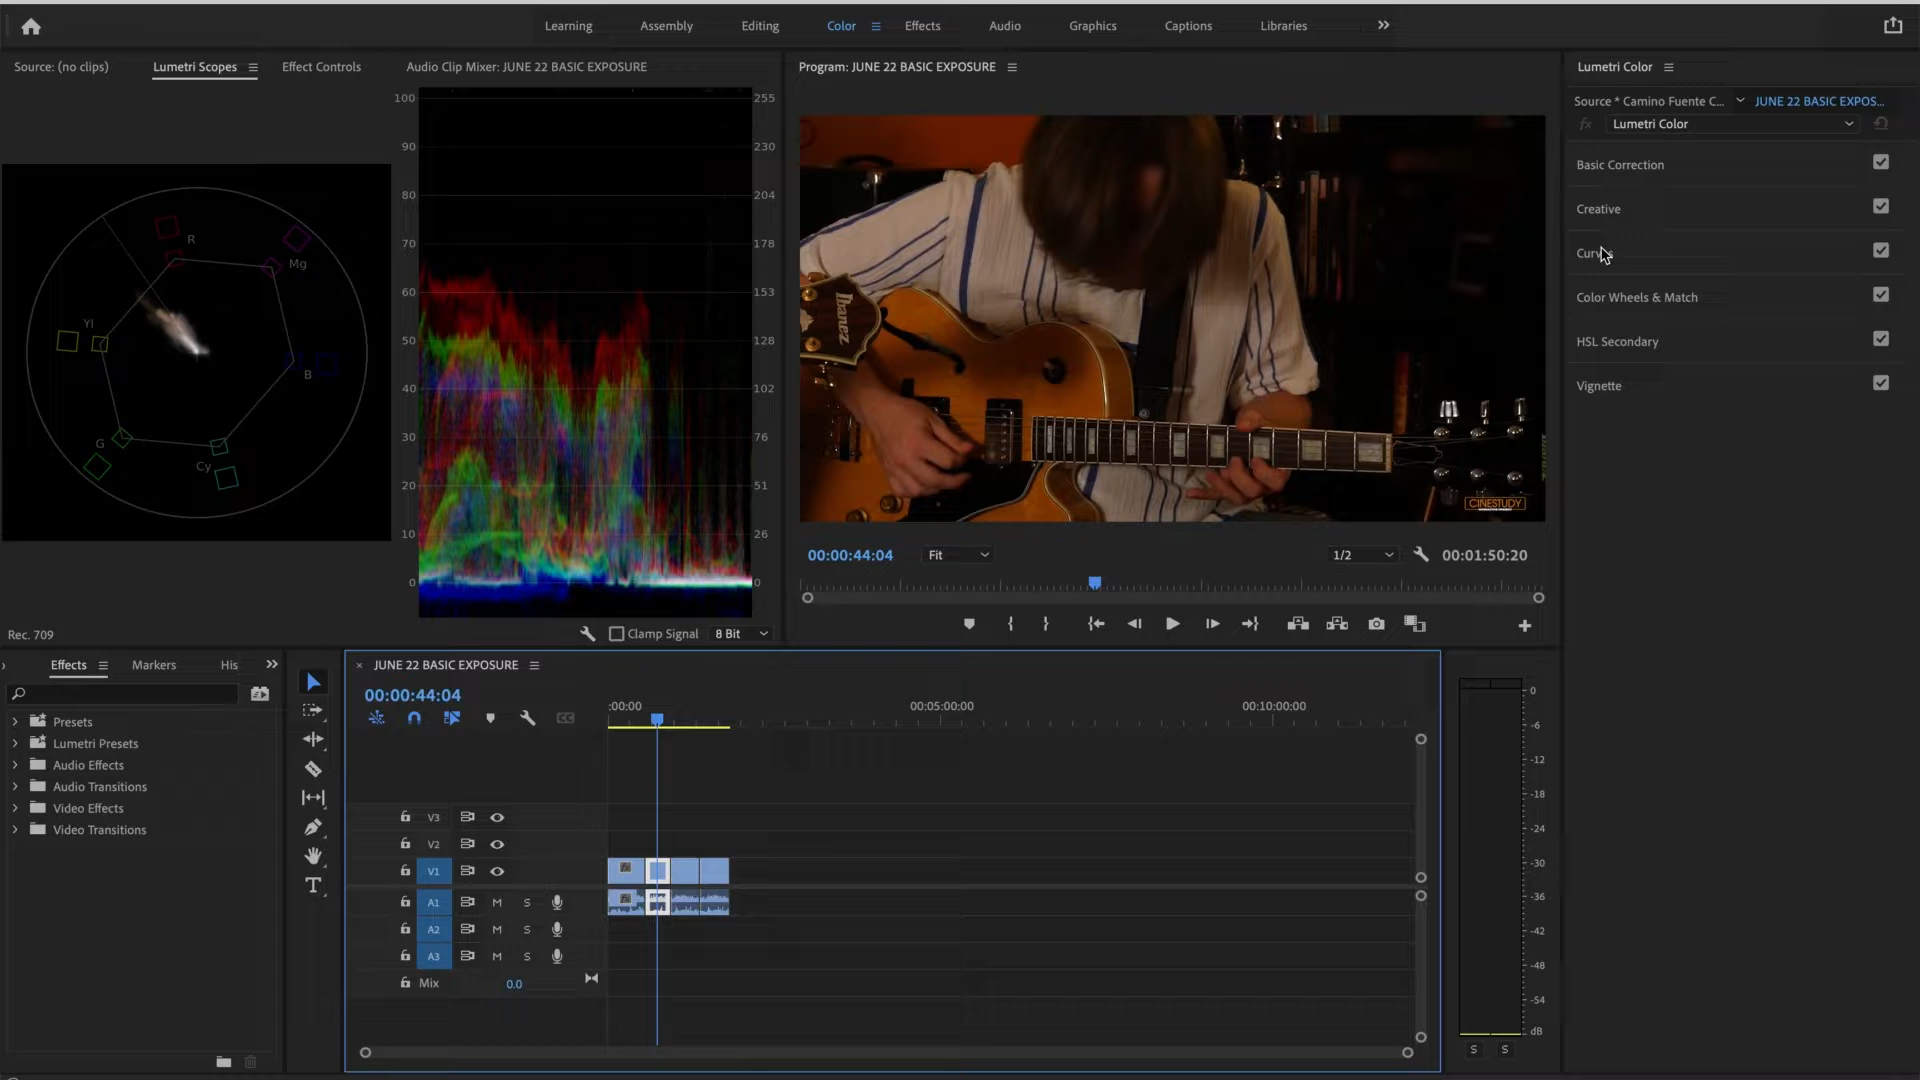 Learning Assembly Editing Color Effects Audio Graphics Captions Libraries
Source: (no clips) Lumetri Scopes Effect Controls Audio Clip Mixer: JUNE 22 BASIC EXPOSURE
Program: JUNE 22 BASIC EXPOSURE
Lumetri Color
Source * Camino Fuente C... JUNE 22 BASIC EXPOS...
fx Lumetri Color
Basic Correction
Creative
Color Wheels & Match
HSL Secondary
Vignette
R
Mg
Yl
B
G
Cy
100 255
90 230
80 204
70 178
60 153
50 128
40 102
30 76
20 51
10 26
0 0
Rec. 709
Clamp Signal 8 Bit
Ibanez
CINESTUDY
00:00:44:04 Fit 1/2 00:01:50:20
Effects Markers His
Presets
Lumetri Presets
Audio Effects
Audio Transitions
Video Effects
Video Transitions
JUNE 22 BASIC EXPOSURE
00:00:44:04
:00:00 00:05:00:00 00:10:00:00
V3
V2
V1
A1 M S
A2 M S
A3 M S
Mix 0.0
0
-6
-12
-18
-24
-30
-36
-42
-48
-54
dB
S S